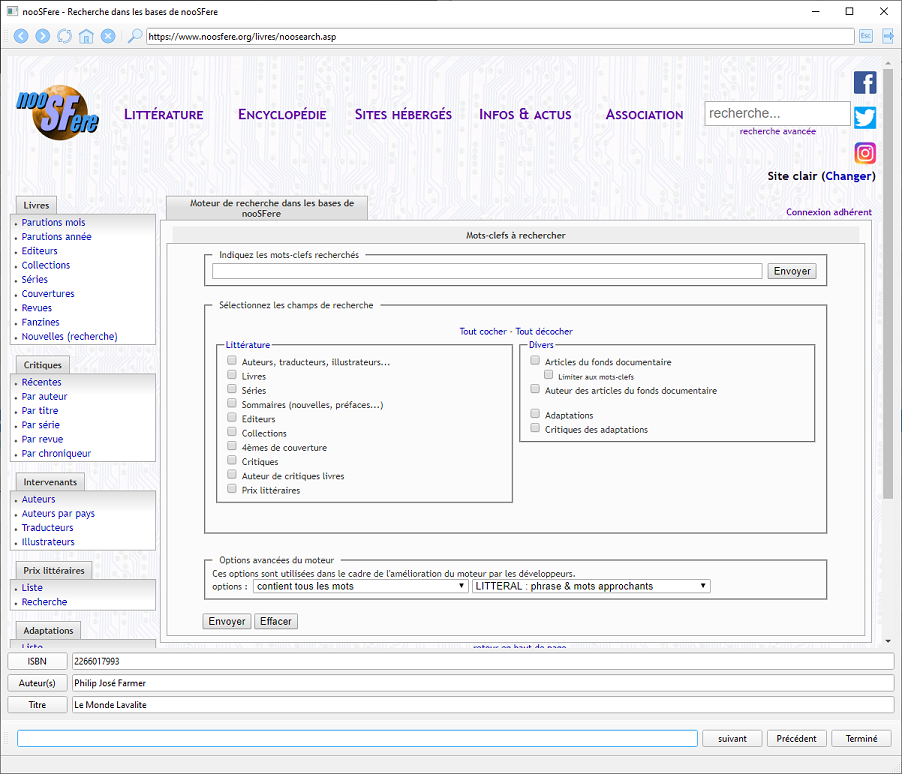 nooSFere - Recherche dans les bases de nooSFere
https://www.noosfere.org/livres/noosearch.asp
Esc
nooSFere
Littérature Encyclopédie Sites hébergés Infos & actus Association
recherche...
recherche avancée
Site clair (Changer)
Connexion adhérent
Livres
Parutions mois
Parutions année
Editeurs
Collections
Séries
Couvertures
Revues
Fanzines
Nouvelles (recherche)
Critiques
Récentes
Par auteur
Par titre
Par série
Par revue
Par chroniqueur
Intervenants
Auteurs
Auteurs par pays
Traducteurs
Illustrateurs
Prix littéraires
Liste
Recherche
Adaptations
Liste
Moteur de recherche dans les bases de
nooSFere
Mots-clefs à rechercher
Indiquez les mots-clefs recherchés
Envoyer
Sélectionnez les champs de recherche
Tout cocher - Tout décocher
Littérature
Auteurs, traducteurs, illustrateurs...
Livres
Séries
Sommaires (nouvelles, préfaces...)
Editeurs
Collections
4èmes de couverture
Critiques
Auteur de critiques livres
Prix littéraires
Divers
Articles du fonds documentaire
Limiter aux mots-clefs
Auteur des articles du fonds documentaire
Adaptations
Critiques des adaptations
Options avancées du moteur
Ces options sont utilisées dans le cadre de l'amélioration du moteur par les développeurs.
options : contient tous les mots LITTERAL : phrase & mots approchants
Envoyer Effacer
retour en haut de page
ISBN 2266017993
Auteur(s) Philip José Farmer
Titre Le Monde Lavalite
suivant Précédent Terminé